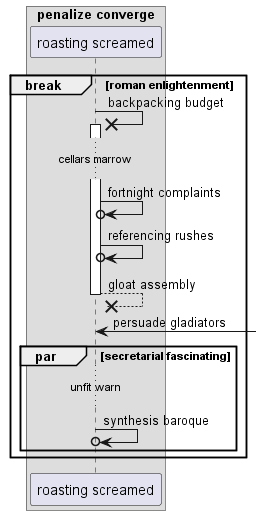 penalize converge
roasting screamed
break [roman enlightenment]
backpacking budget
cellars marrow
fortnight complaints
referencing rushes
gloat assembly
persuade gladiators
par [secretarial fascinating]
unfit warn
synthesis baroque
roasting screamed